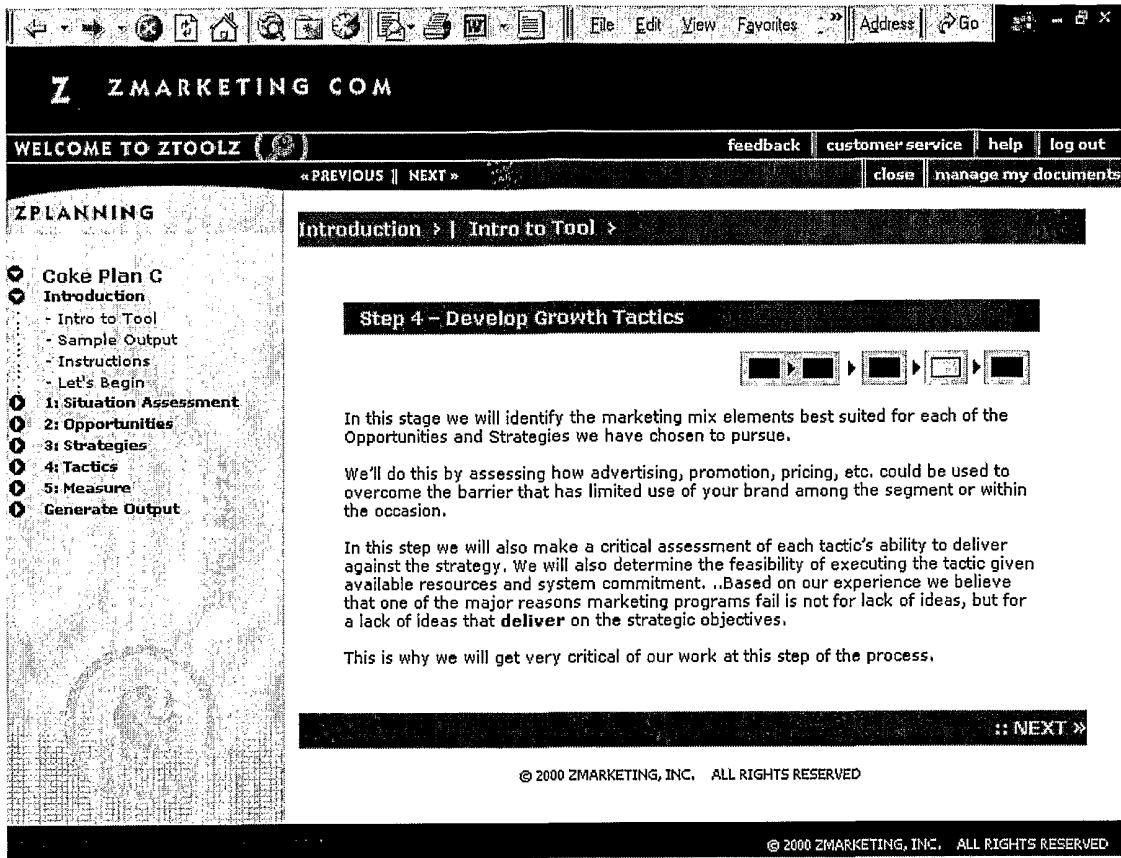 File Edit View Favorites » Address Go
Z ZMARKETING COM
WELCOME TO ZTOOLZ
feedback customer service help log out
« PREVIOUS || NEXT »
close manage my documents
ZPLANNING
Coke Plan C
Introduction
- Intro to Tool
- Sample Output
- Instructions
- Let's Begin
1: Situation Assessment
2: Opportunities
3: Strategies
4: Tactics
5: Measure
Generate Output
Introduction > | Intro to Tool >
Step 4 – Develop Growth Tactics
In this stage we will identify the marketing mix elements best suited for each of the
Opportunities and Strategies we have chosen to pursue.
We'll do this by assessing how advertising, promotion, pricing, etc. could be used to
overcome the barrier that has limited use of your brand among the segment or within
the occasion.
In this step we will also make a critical assessment of each tactic's ability to deliver
against the strategy. We will also determine the feasibility of executing the tactic given
available resources and system commitment. ..Based on our experience we believe
that one of the major reasons marketing programs fail is not for lack of ideas, but for
a lack of ideas that deliver on the strategic objectives.
This is why we will get very critical of our work at this step of the process.
:: NEXT »
© 2000 ZMARKETING, INC. ALL RIGHTS RESERVED
© 2000 ZMARKETING, INC. ALL RIGHTS RESERVED